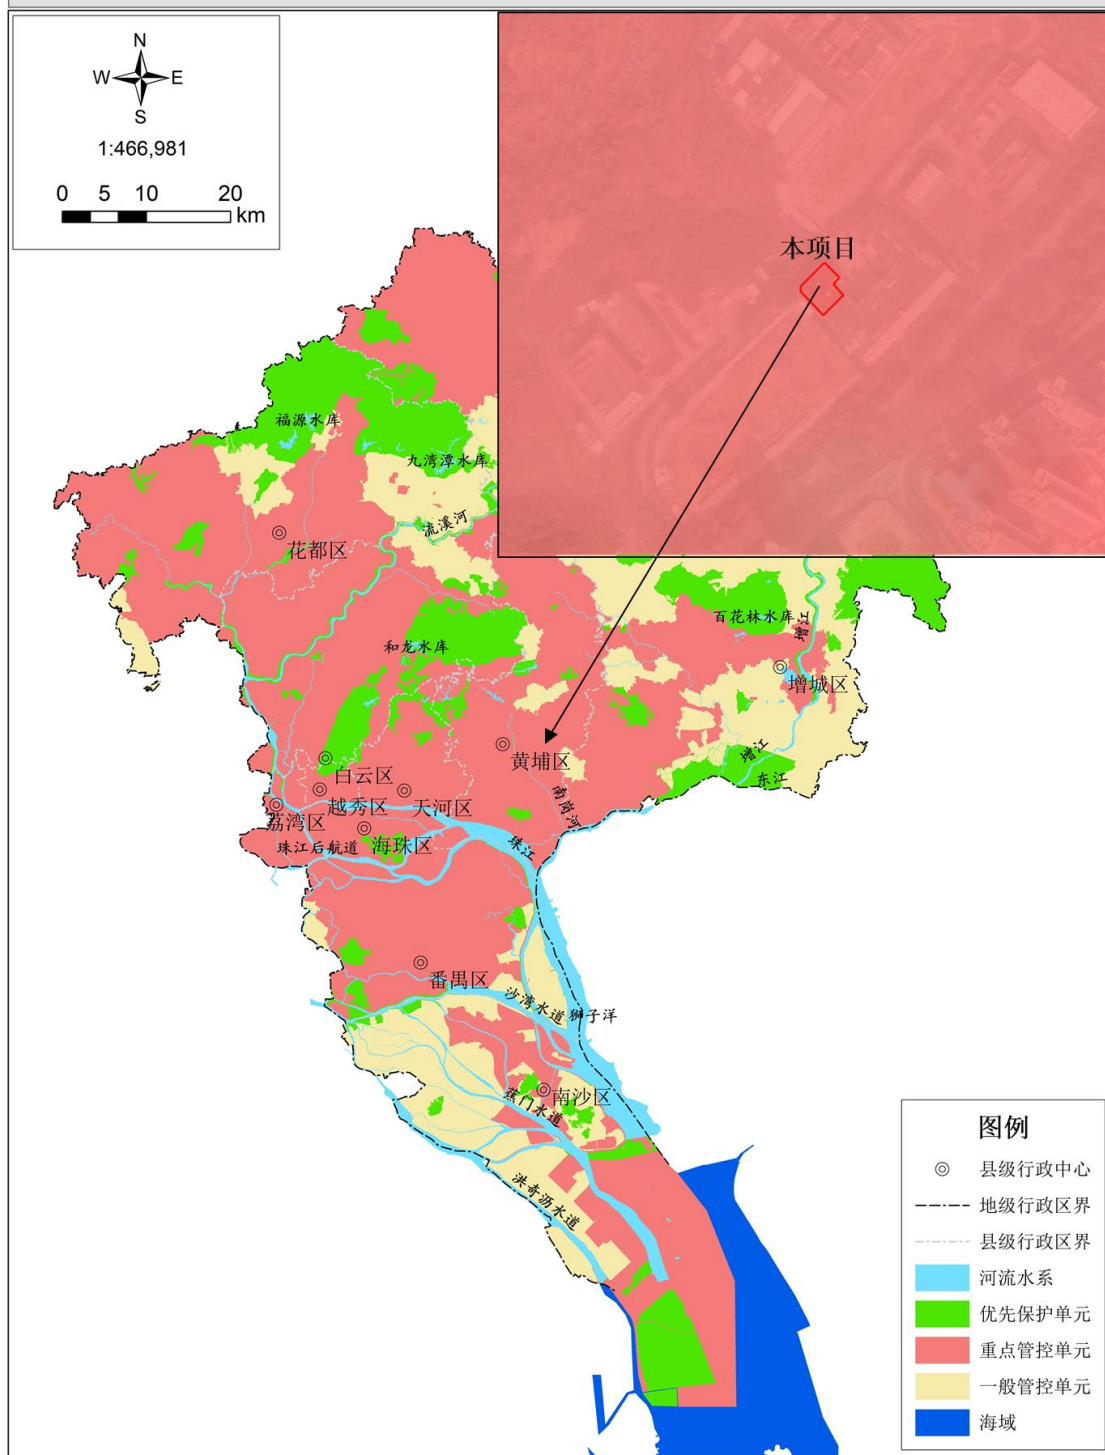 N
W E
S
1:466,981
0 5 10 20
km
本项目
福源水库
九湾潭水库
流溪河
花都区
百花林水库
增江
和龙水库
增城区
黄埔区
增江
白云区
东江
越秀区
天河区
南岗河
荔湾区
海珠区
珠江后航道
珠江
番禺区
沙湾水道
狮子洋
南沙区
蕉门水道
洪奇沥水道
图例
县级行政中心
地级行政区界
县级行政区界
河流水系
优先保护单元
重点管控单元
一般管控单元
海域